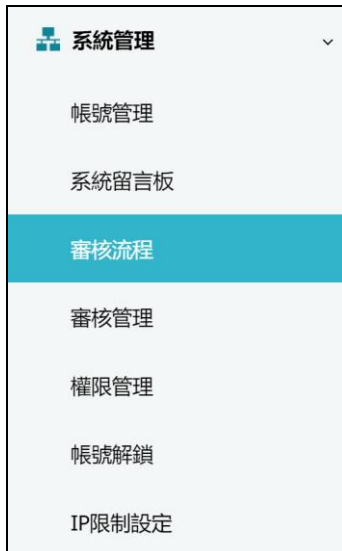 系統管理
帳號管理
系統留言板
審核流程
審核管理
權限管理
帳號解鎖
IP限制設定